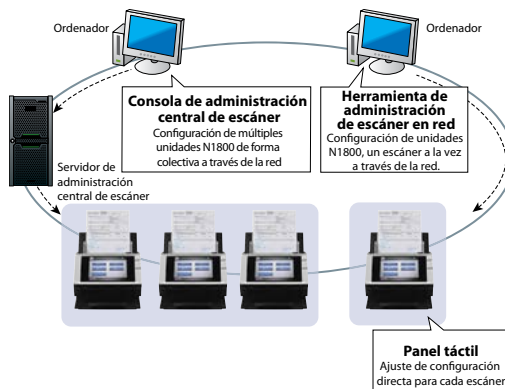 Ordenador
Ordenador
Consola de administración
central de escáner
Configuración de múltiples
unidades N1800 de forma
colectiva a través de la red
Herramienta de
administración
de escáner en red
Configuración de unidades
N1800, un escáner a la vez
a través de la red.
Servidor de
administración
central de escáner
Panel táctil
Ajuste de configuración
directa para cada escáner